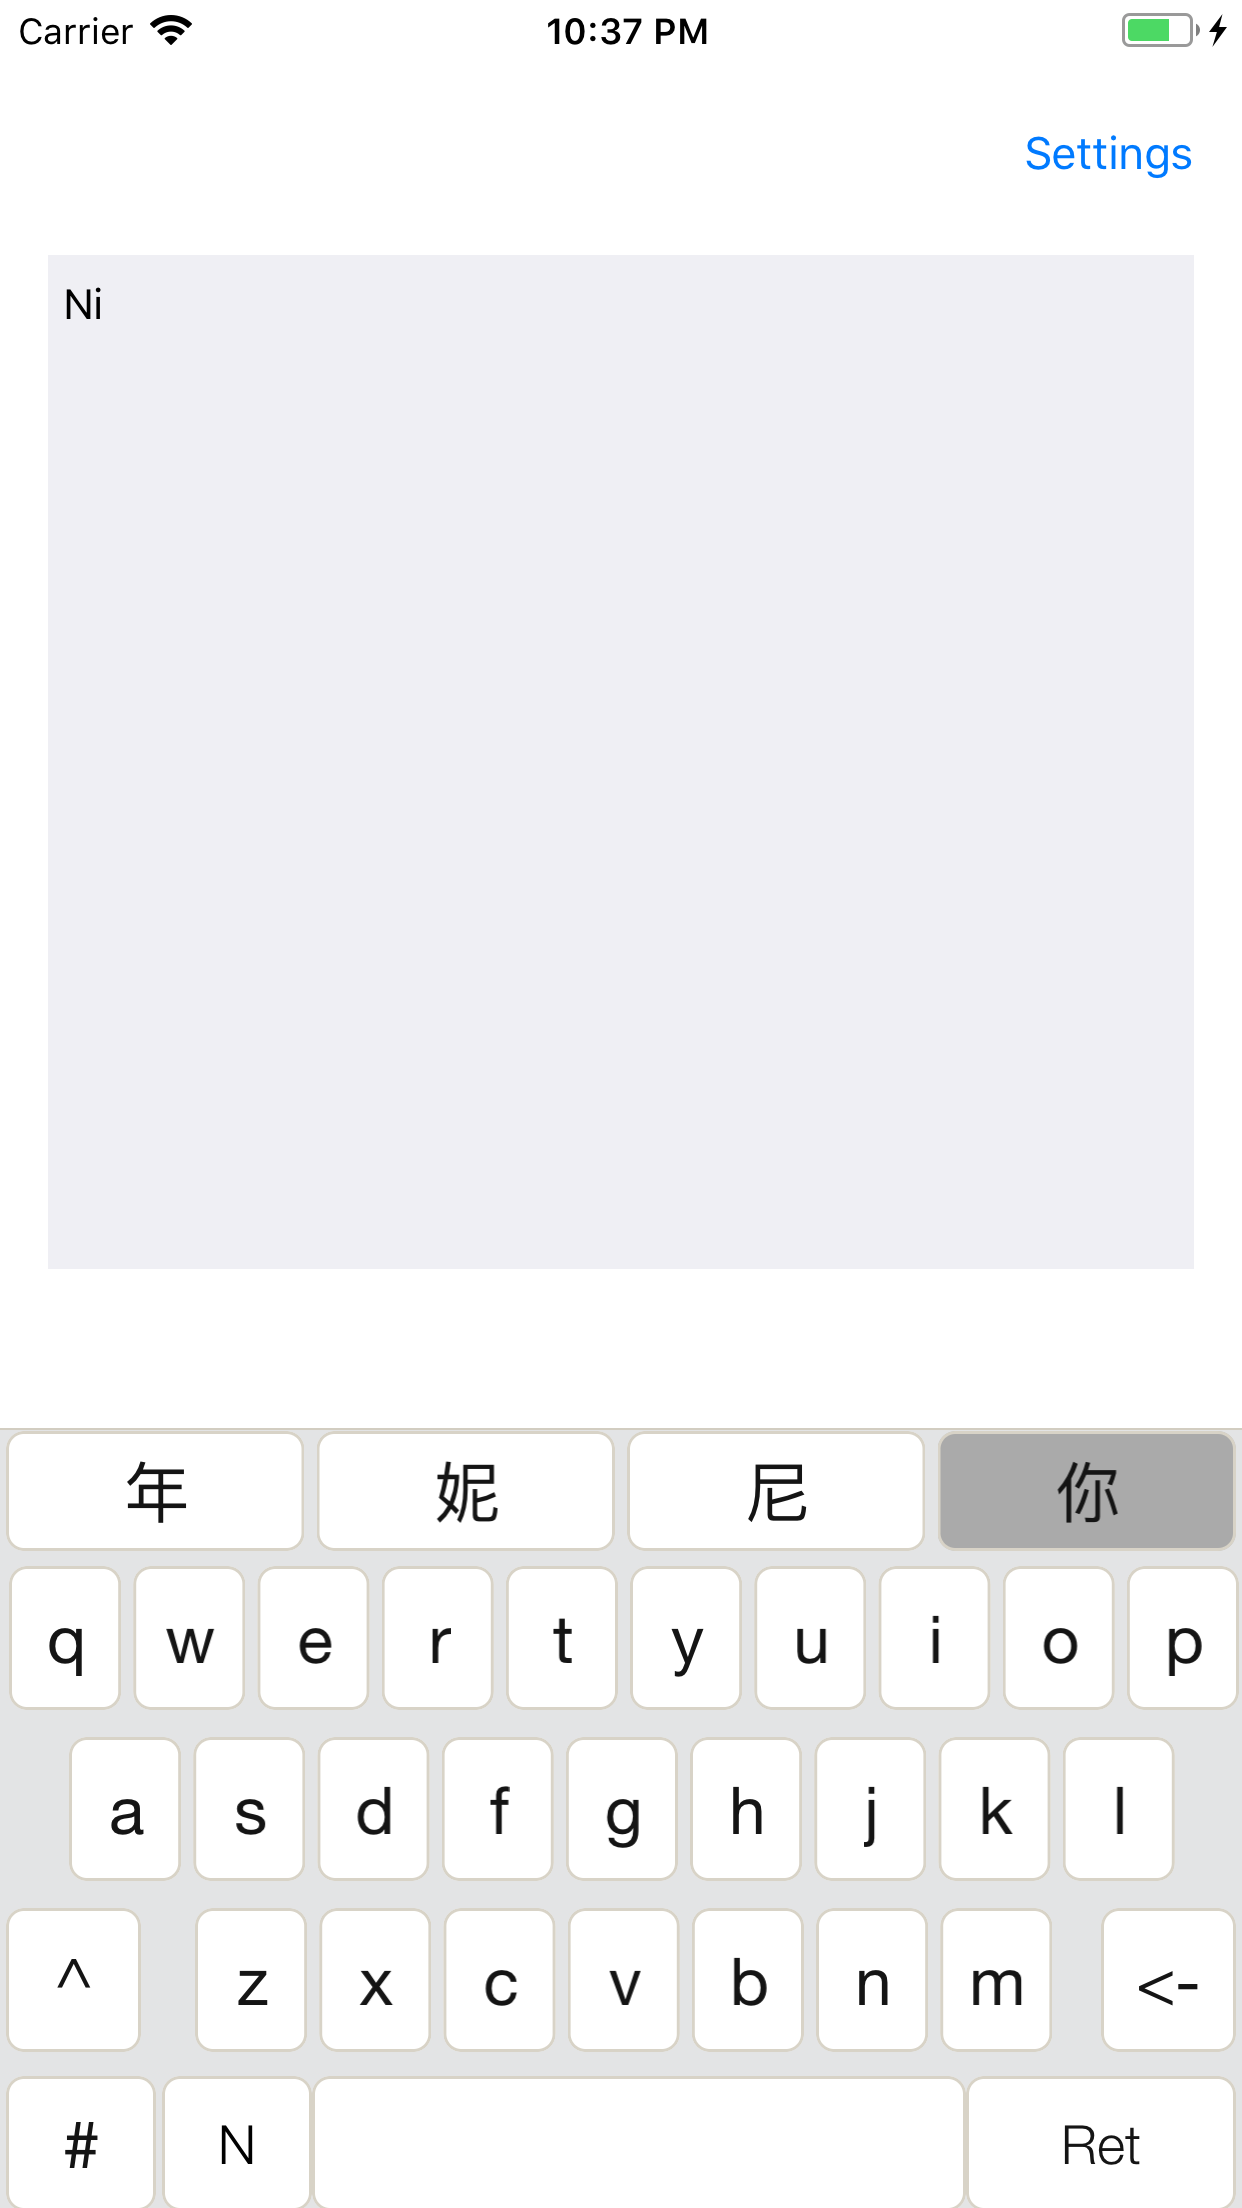 Carrier 10:37 PM
Settings
Ni
年 妮 尼 你
q w e r t y u i o p
a s d f g h j k l
^ z x c v b n m <-
# N Ret